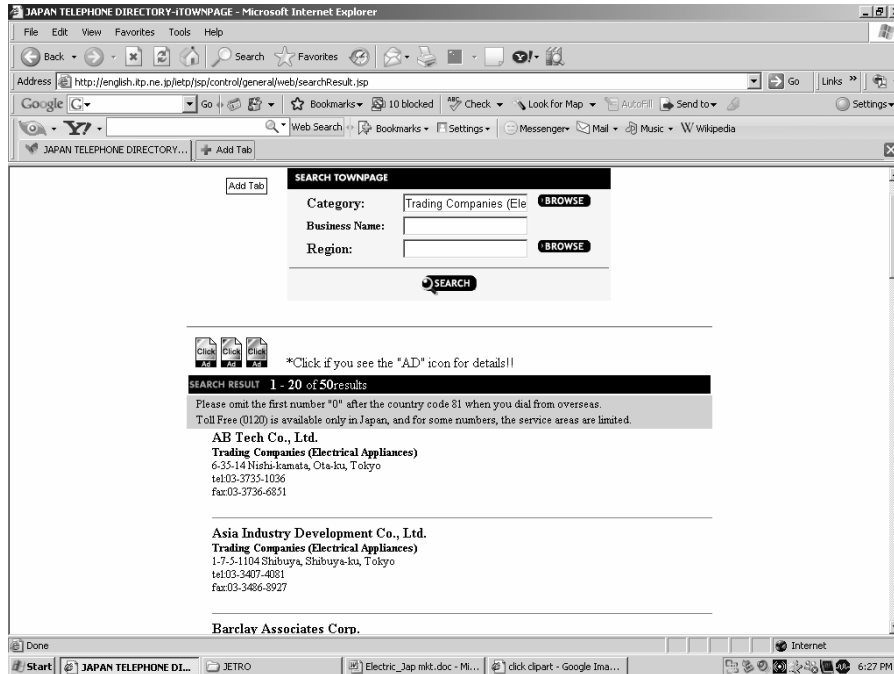 JAPAN TELEPHONE DIRECTORY-iTOWNPAGE - Microsoft Internet Explorer
File Edit View Favorites Tools Help
Back Search Favorites
Address http://english.itp.ne.jp/ietp/jsp/control/general/web/searchResult.jsp Go Links »
Google G Go Bookmarks 10 blocked ABC Check Look for Map AutoFill Send to Settings
Y! Web Search Bookmarks Settings Messenger Mail Music W Wikipedia
JAPAN TELEPHONE DIRECTORY... Add Tab
Add Tab
SEARCH TOWNPAGE
Category: Trading Companies (Ele BROWSE
Business Name:
Region: BROWSE
SEARCH
Click Ad Click Ad Click Ad
*Click if you see the "AD" icon for details!!
SEARCH RESULT 1 - 20 of 50results
Please omit the first number "0" after the country code 81 when you dial from overseas.
Toll Free (0120) is available only in Japan, and for some numbers, the service areas are limited.
AB Tech Co., Ltd.
Trading Companies (Electrical Appliances)
6-35-14 Nishi-kamata, Ota-ku, Tokyo
tel:03-3735-1036
fax:03-3736-6851
Asia Industry Development Co., Ltd.
Trading Companies (Electrical Appliances)
1-7-5-1104 Shibuya, Shibuya-ku, Tokyo
tel:03-3407-4081
fax:03-3486-8927
Barclay Associates Corp.
Done Internet
Start JAPAN TELEPHONE DI... JETRO Electric_Jap mkt.doc - Mi... click clipart - Google Ima... 6:27 PM